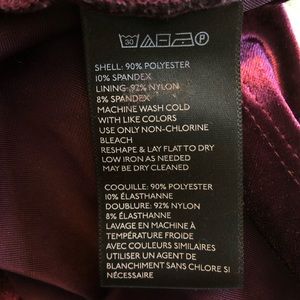 30
SHELL: 90% POLYESTER
10% SPANDEX
LINING: 92% NYLON
8% SPANDEX
MACHINE WASH COLD
WITH LIKE COLORS
USE ONLY NON-CHLORINE
BLEACH
RESHAPE & LAY FLAT TO DRY
LOW IRON AS NEEDED
MAY BE DRY CLEANED
COQUILLE: 90% POLYESTER
10% ÉLASTHANNE
DOUBLURE: 92% NYLON
8% ÉLASTHANNE
LAVAGE EN MACHINE À
TEMPÉRATURE FROIDE
AVEC COULEURS SIMILAIRES
UTILISER UN AGENT DE
BLANCHIMENT SANS CHLORE SI
NÉCESSAIRE